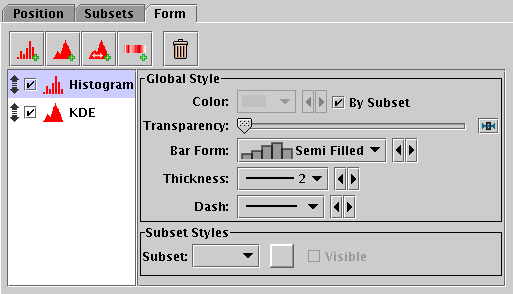 Position Subsets Form
Histogram
KDE
Global Style
Color: By Subset
Transparency:
Bar Form: Semi Filled
Thickness: 2
Dash:
Subset Styles
Subset: Visible